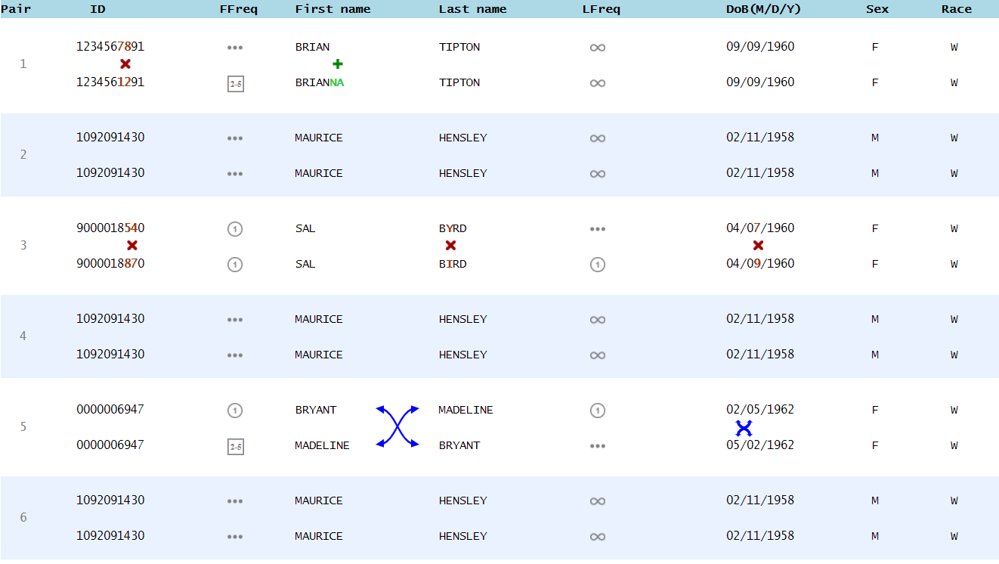 Pair ID FFreq First name Last name LFreq DoB(M/D/Y) Sex Race
1234567891 ••• BRIAN TIPTON ∞ 09/09/1960 F W
1
1234561291 2-5 BRIANNA TIPTON ∞ 09/09/1960 F W
1092091430 ••• MAURICE HENSLEY ∞ 02/11/1958 M W
2
1092091430 ••• MAURICE HENSLEY ∞ 02/11/1958 M W
9000018540 1 SAL BYRD ••• 04/07/1960 F W
3
9000018870 1 SAL BIRD 1 04/09/1960 F W
1092091430 ••• MAURICE HENSLEY ∞ 02/11/1958 M W
4
1092091430 ••• MAURICE HENSLEY ∞ 02/11/1958 M W
0000006947 1 BRYANT MADELINE 1 02/05/1962 F W
5
0000006947 2-5 MADELINE BRYANT ••• 05/02/1962 F W
1092091430 ••• MAURICE HENSLEY ∞ 02/11/1958 M W
6
1092091430 ••• MAURICE HENSLEY ∞ 02/11/1958 M W